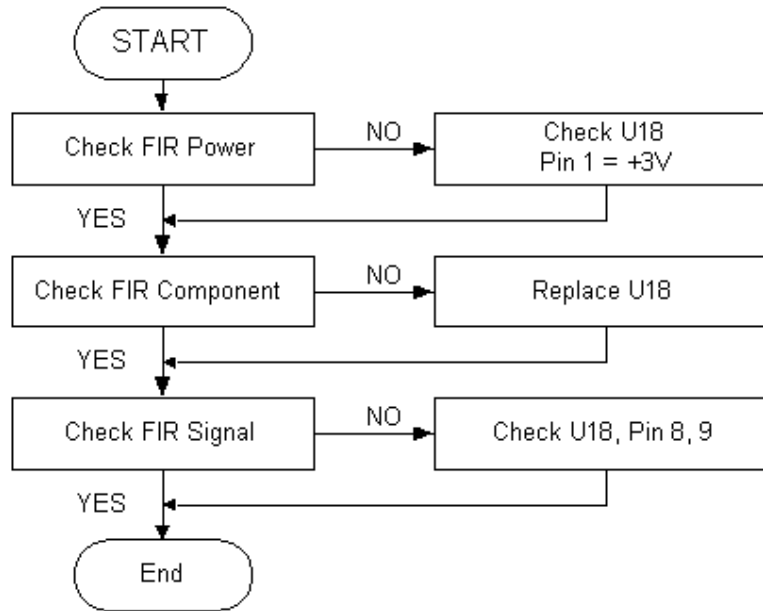 START
Check FIR Power
NO
Check U18
Pin 1 = +3V
YES
Check FIR Component
NO
Replace U18
YES
Check FIR Signal
NO
Check U18, Pin 8, 9
YES
End